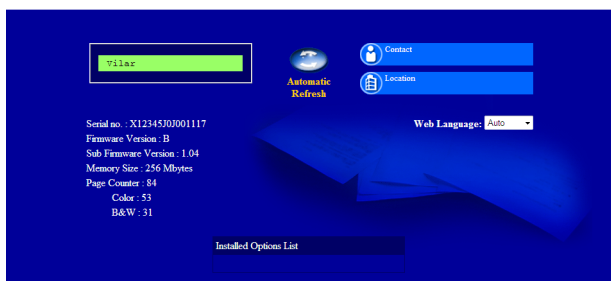 Vilar
Automatic
Refresh
Contact
Location
Serial no. : X12345J0J001117
Firmware Version : B
Sub Firmware Version : 1.04
Memory Size : 256 Mbytes
Page Counter : 84
Color : 53
B&W : 31
Web Language: Auto
Installed Options List